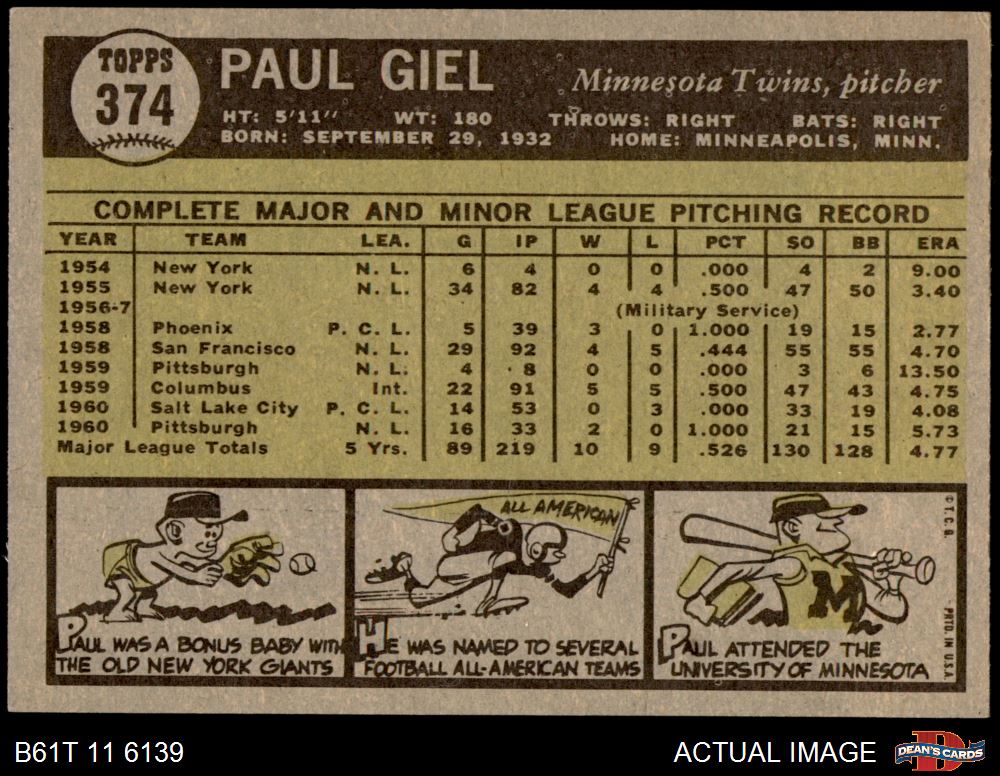 TOPPS
374
PAUL GIEL
Minnesota Twins, pitcher
HT: 5'11" WT: 180 THROWS: RIGHT BATS: RIGHT
BORN: SEPTEMBER 29, 1932 HOME: MINNEAPOLIS, MINN.
COMPLETE MAJOR AND MINOR LEAGUE PITCHING RECORD
YEAR TEAM LEA. G IP W L PCT SO BB ERA
1954 New York N. L. 6 4 0 0 .000 4 2 9.00
1955 New York N. L. 34 82 4 4 .500 47 50 3.40
1956-7 (Military Service)
1958 Phoenix P. C. L. 5 39 3 0 1.000 19 15 2.77
1958 San Francisco N. L. 29 92 4 5 .444 55 55 4.70
1959 Pittsburgh N. L. 4 8 0 0 .000 3 6 13.50
1959 Columbus Int. 22 91 5 5 .500 47 43 4.75
1960 Salt Lake City P. C. L. 14 53 0 3 .000 33 19 4.08
1960 Pittsburgh N. L. 16 33 2 0 1.000 21 15 5.73
Major League Totals 5 Yrs. 89 219 10 9 .526 130 128 4.77
PAUL WAS A BONUS BABY WITH
THE OLD NEW YORK GIANTS
ALL AMERICAN
HE WAS NAMED TO SEVERAL
FOOTBALL ALL-AMERICAN TEAMS
M
PAUL ATTENDED THE
UNIVERSITY OF MINNESOTA
© T. C. G.
PRTD. IN U.S.A.
B61T 11 6139
ACTUAL IMAGE
D
DEAN'S CARDS